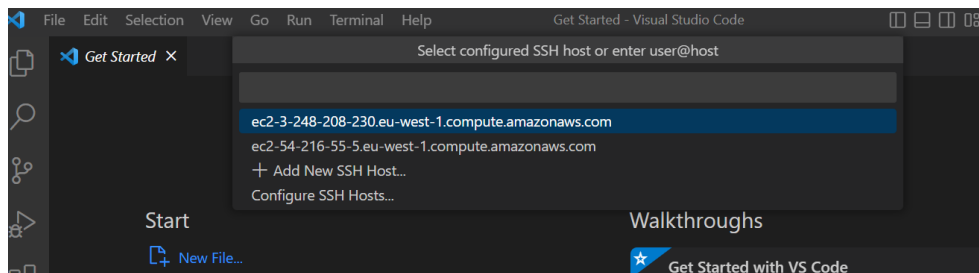 File Edit Selection View Go Run Terminal Help Get Started - Visual Studio Code
Select configured SSH host or enter user@host
Get Started
ec2-3-248-208-230.eu-west-1.compute.amazonaws.com
ec2-54-216-55-5.eu-west-1.compute.amazonaws.com
+ Add New SSH Host...
Configure SSH Hosts...
Start Walkthroughs
New File...
Get Started with VS Code